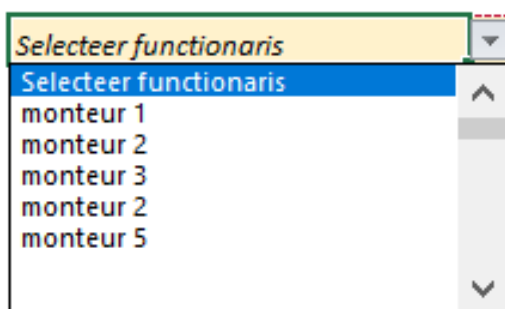 Selecteer functionaris
Selecteer functionaris
monteur 1
monteur 2
monteur 3
monteur 2
monteur 5